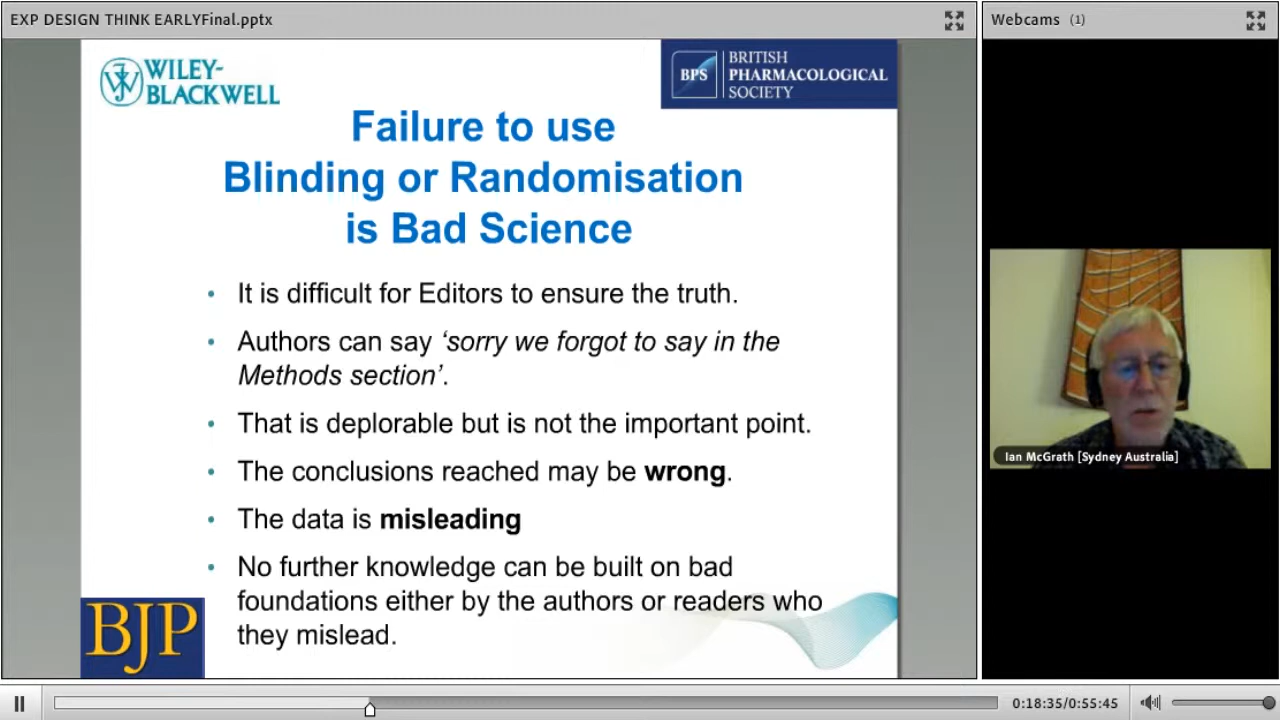 EXP DESIGN THINK EARLYFinal.pptx
Webcams (1)
WILEY-
BLACKWELL
BPS
BRITISH
PHARMACOLOGICAL
SOCIETY
Failure to use
Blinding or Randomisation
is Bad Science
• It is difficult for Editors to ensure the truth.
• Authors can say ‘sorry we forgot to say in the
Methods section’.
• That is deplorable but is not the important point.
• The conclusions reached may be wrong.
• The data is misleading
• No further knowledge can be built on bad
foundations either by the authors or readers who
they mislead.
BJP
Ian McGrath [Sydney Australia]
0:18:35/0:55:45